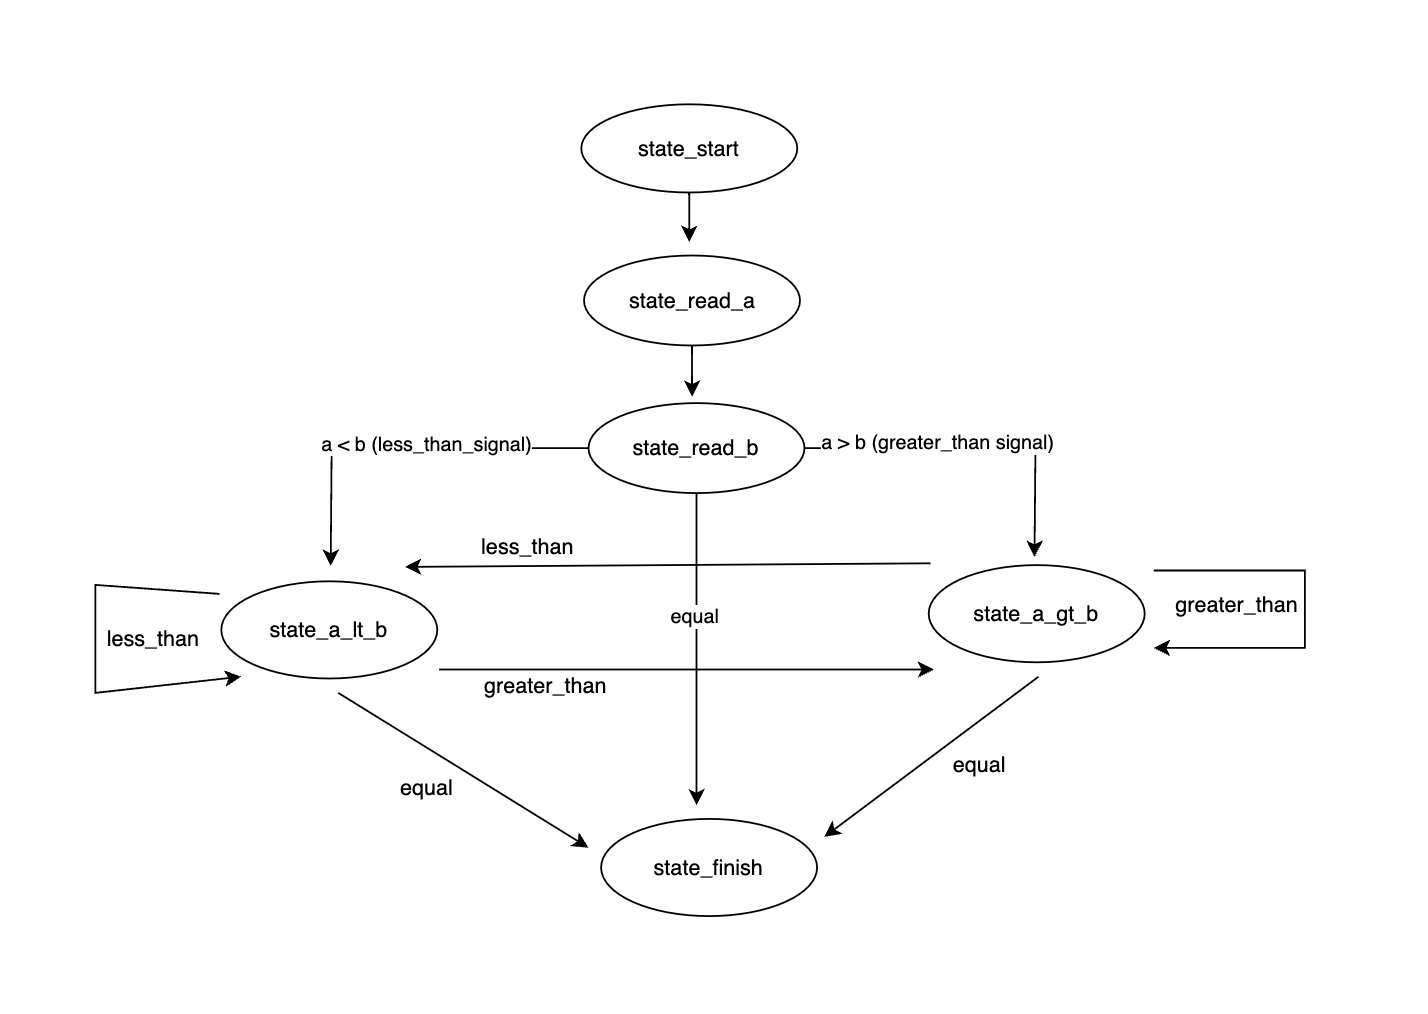 state_start
state_read_a
a < b (less_than_signal)
state_read_b
a > b (greater_than signal)
less_than
state_a_lt_b
less_than
equal
state_a_gt_b
greater_than
greater_than
equal
equal
state_finish